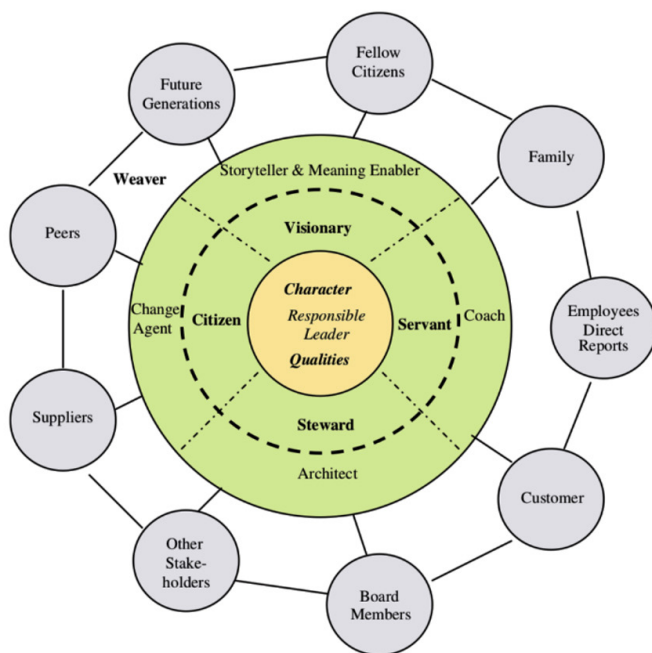 Fellow
Citizens
Future
Generations
Family
Weaver
Storyteller & Meaning Enabler
Peers
Visionary
Character
Responsible
Leader
Qualities
Change
Agent
Citizen
Servant
Coach
Employees
Direct
Reports
Suppliers
Steward
Architect
Customer
Other
Stake-
holders
Board
Members